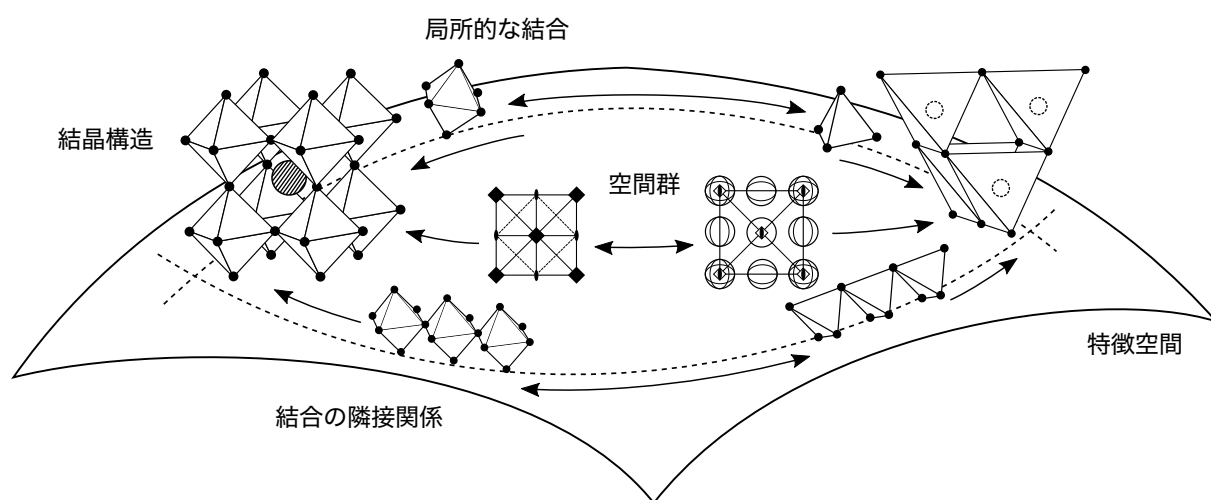 局所的な結合
結晶構造
空間群
特徴空間
結合の隣接関係